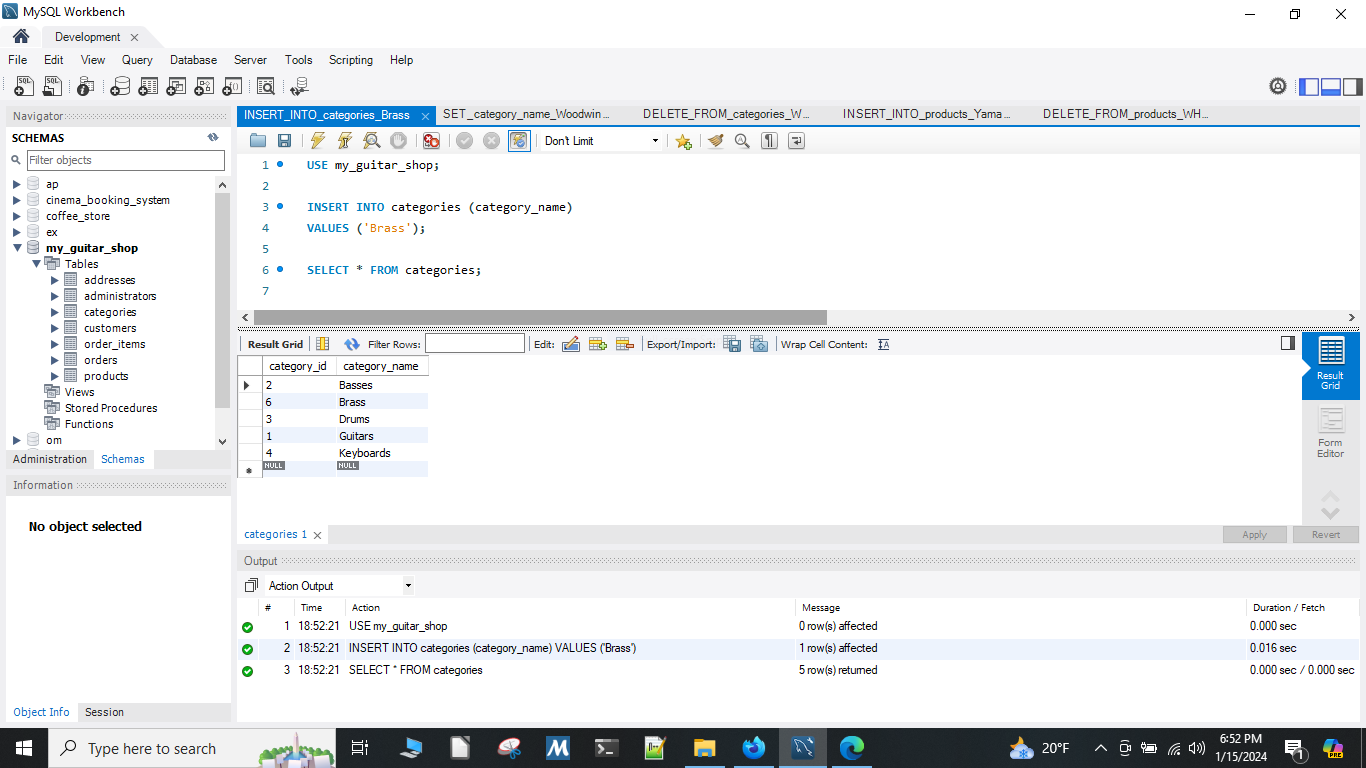 MySQL Workbench
Development
File Edit View Query Database Server Tools Scripting Help
Navigator
SCHEMAS
Filter objects
ap
cinema_booking_system
coffee_store
ex
my_guitar_shop
Tables
addresses
administrators
categories
customers
order_items
orders
products
Views
Stored Procedures
Functions
om
Administration Schemas
Information
No object selected
Object Info Session
INSERT_INTO_categories_Brass SET_category_name_Woodwin... DELETE_FROM_categories_W... INSERT_INTO_products_Yama... DELETE_FROM_products_WH...
Don't Limit
1 USE my_guitar_shop;
2
3 INSERT INTO categories (category_name)
4 VALUES ('Brass');
5
6 SELECT * FROM categories;
7
Result Grid Filter Rows: Edit: Export/Import: Wrap Cell Content: IA
category_id category_name
2 Basses
6 Brass
3 Drums
1 Guitars
4 Keyboards
NULL NULL
Result Grid
Form Editor
categories 1
Apply Revert
Output
Action Output
# Time Action Message Duration / Fetch
1 18:52:21 USE my_guitar_shop 0 row(s) affected 0.000 sec
2 18:52:21 INSERT INTO categories (category_name) VALUES ('Brass') 1 row(s) affected 0.016 sec
3 18:52:21 SELECT * FROM categories 5 row(s) returned 0.000 sec / 0.000 sec
Type here to search
20°F
6:52 PM
1/15/2024
1
PRE